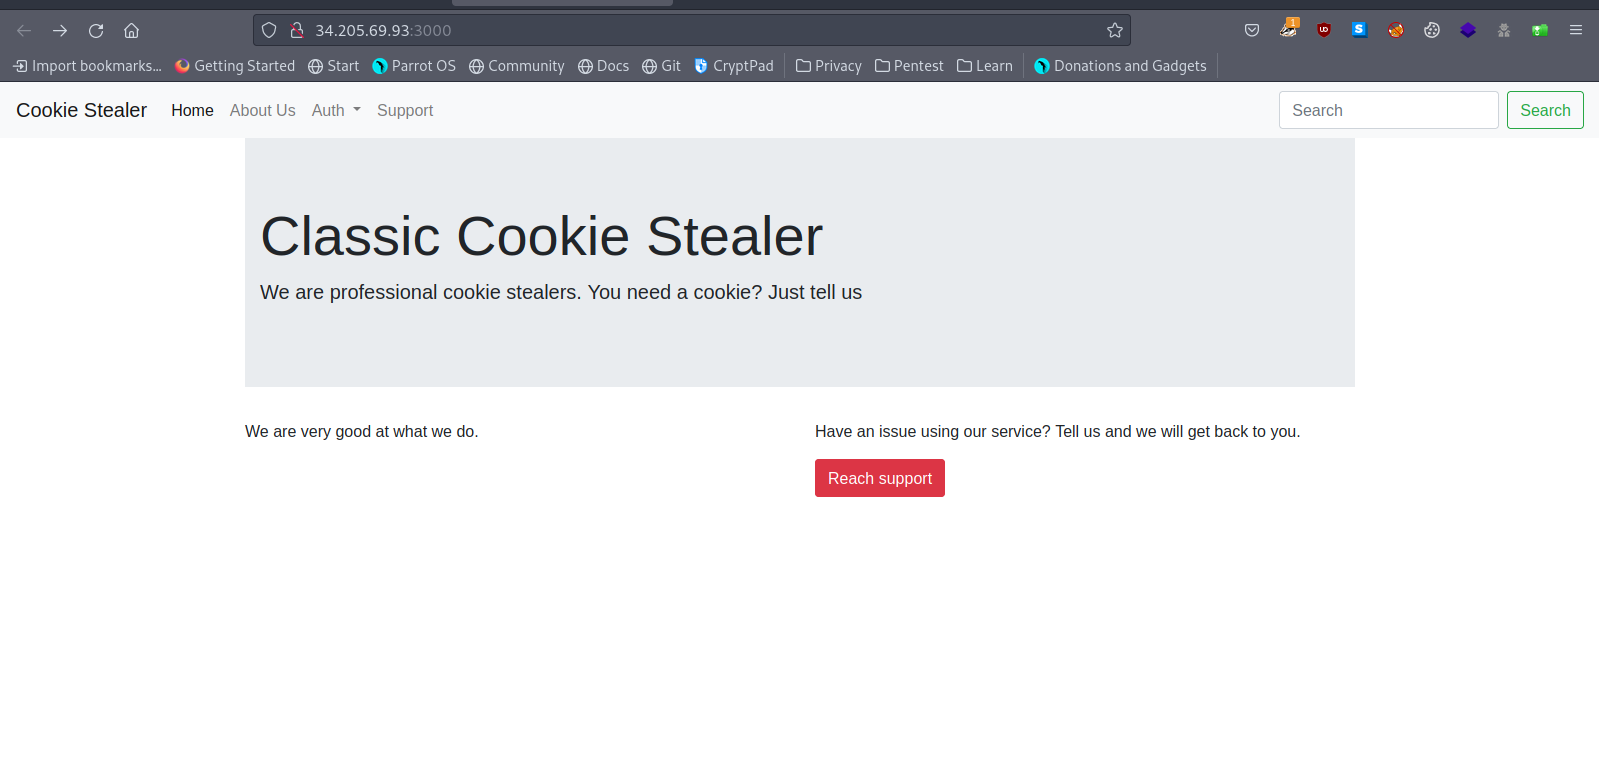 34.205.69.93:3000
1
Import bookmarks... Getting Started Start Parrot OS Community Docs Git CryptPad Privacy Pentest Learn Donations and Gadgets
Cookie Stealer Home About Us Auth Support Search Search
Classic Cookie Stealer
We are professional cookie stealers. You need a cookie? Just tell us
We are very good at what we do.
Have an issue using our service? Tell us and we will get back to you.
Reach support